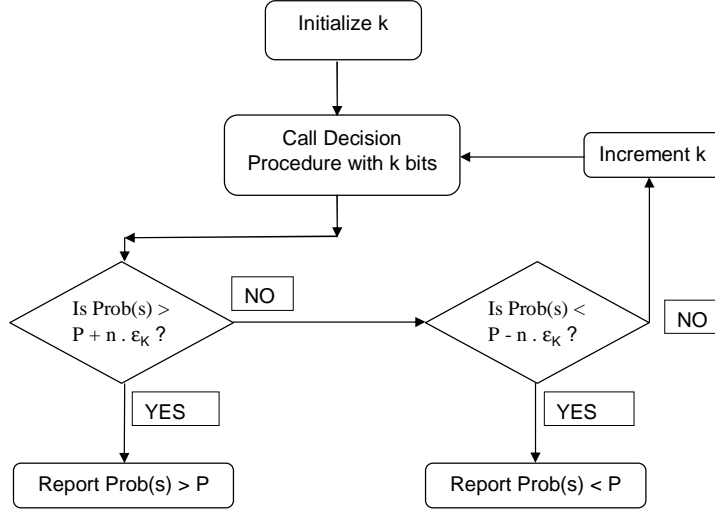 Initialize k
Call Decision
Procedure with k bits
Increment k
Is Prob(s) >
P + n . εK ?
NO
Is Prob(s) <
P - n . εK ?
NO
YES
YES
Report Prob(s) > P
Report Prob(s) < P